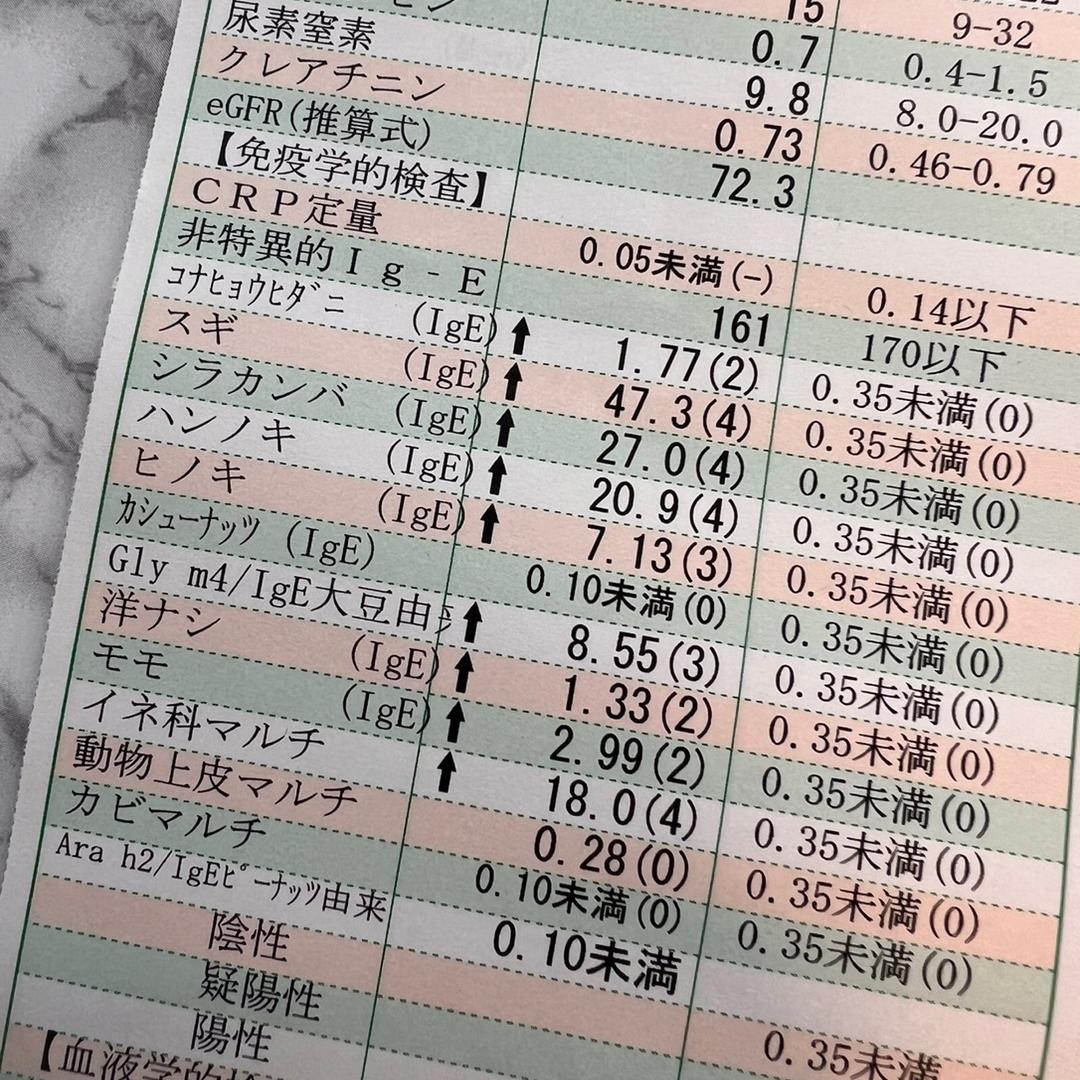 15 9-32
0.7 0.4-1.5
尿素窒素 9.8 8.0-20.0
クレアチニン 0.73 0.46-0.79
eGFR(推算式) 72.3
【免疫学的検査】
CRP定量 0.05未満(-) 0.14以下
非特異的Ig-E 161 170以下
コナヒョウヒダニ (IgE) ⬆ 1.77(2) 0.35未満(0)
スギ (IgE) ⬆ 47.3(4) 0.35未満(0)
シラカンバ (IgE) ⬆ 27.0(4) 0.35未満(0)
ハンノキ (IgE) ⬆ 20.9(4) 0.35未満(0)
ヒノキ (IgE) ⬆ 7.13(3) 0.35未満(0)
カシューナッツ (IgE) 0.10未満(0) 0.35未満(0)
Gly m4/IgE大豆由 ⬆ 8.55(3) 0.35未満(0)
洋ナシ (IgE) ⬆ 1.33(2) 0.35未満(0)
モモ (IgE) ⬆ 2.99(2) 0.35未満(0)
イネ科マルチ ⬆ 18.0(4) 0.35未満(0)
動物上皮マルチ 0.28(0) 0.35未満(0)
カビマルチ 0.10未満(0) 0.35未満(0)
Ara h2/IgEピーナッツ由来 0.10未満
陰性 0.35未満
疑陽性
陽性
【血液学的検